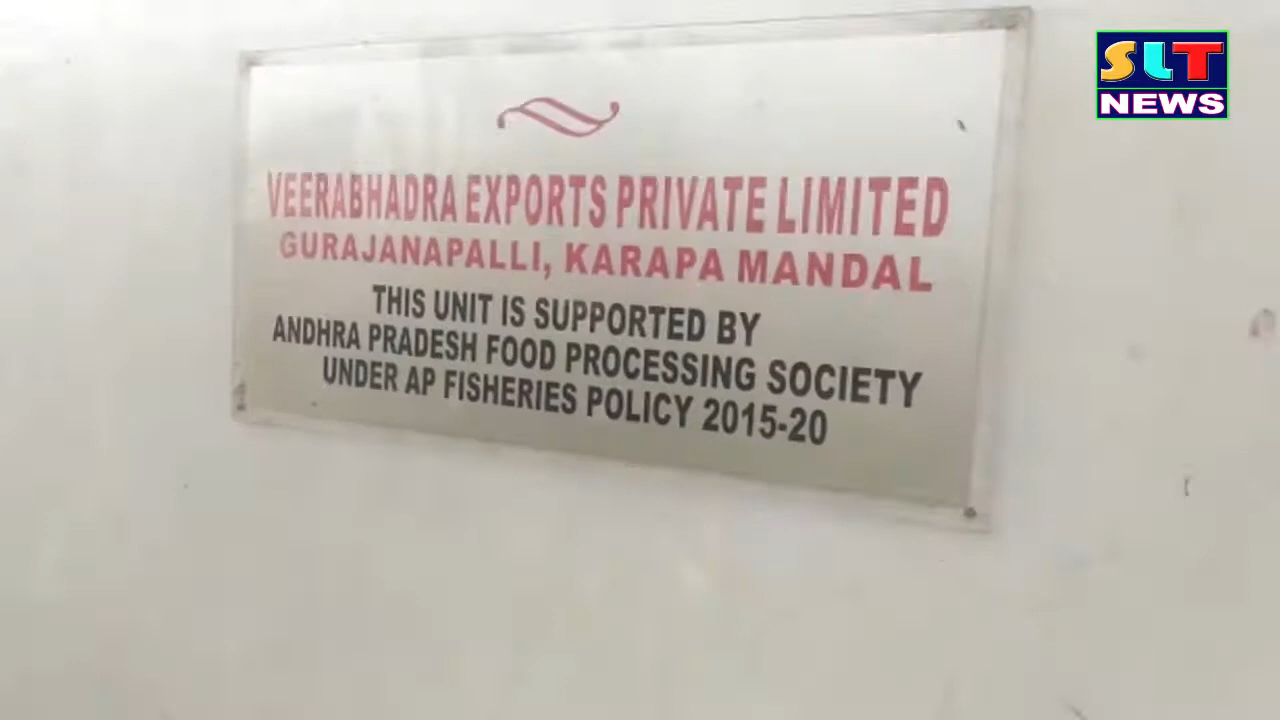 SLT
NEWS
VEERABHADRA EXPORTS PRIVATE LIMITED
GURAJANAPALLI, KARAPA MANDAL
THIS UNIT IS SUPPORTED BY
ANDHRA PRADESH FOOD PROCESSING SOCIETY
UNDER AP FISHERIES POLICY 2015-20